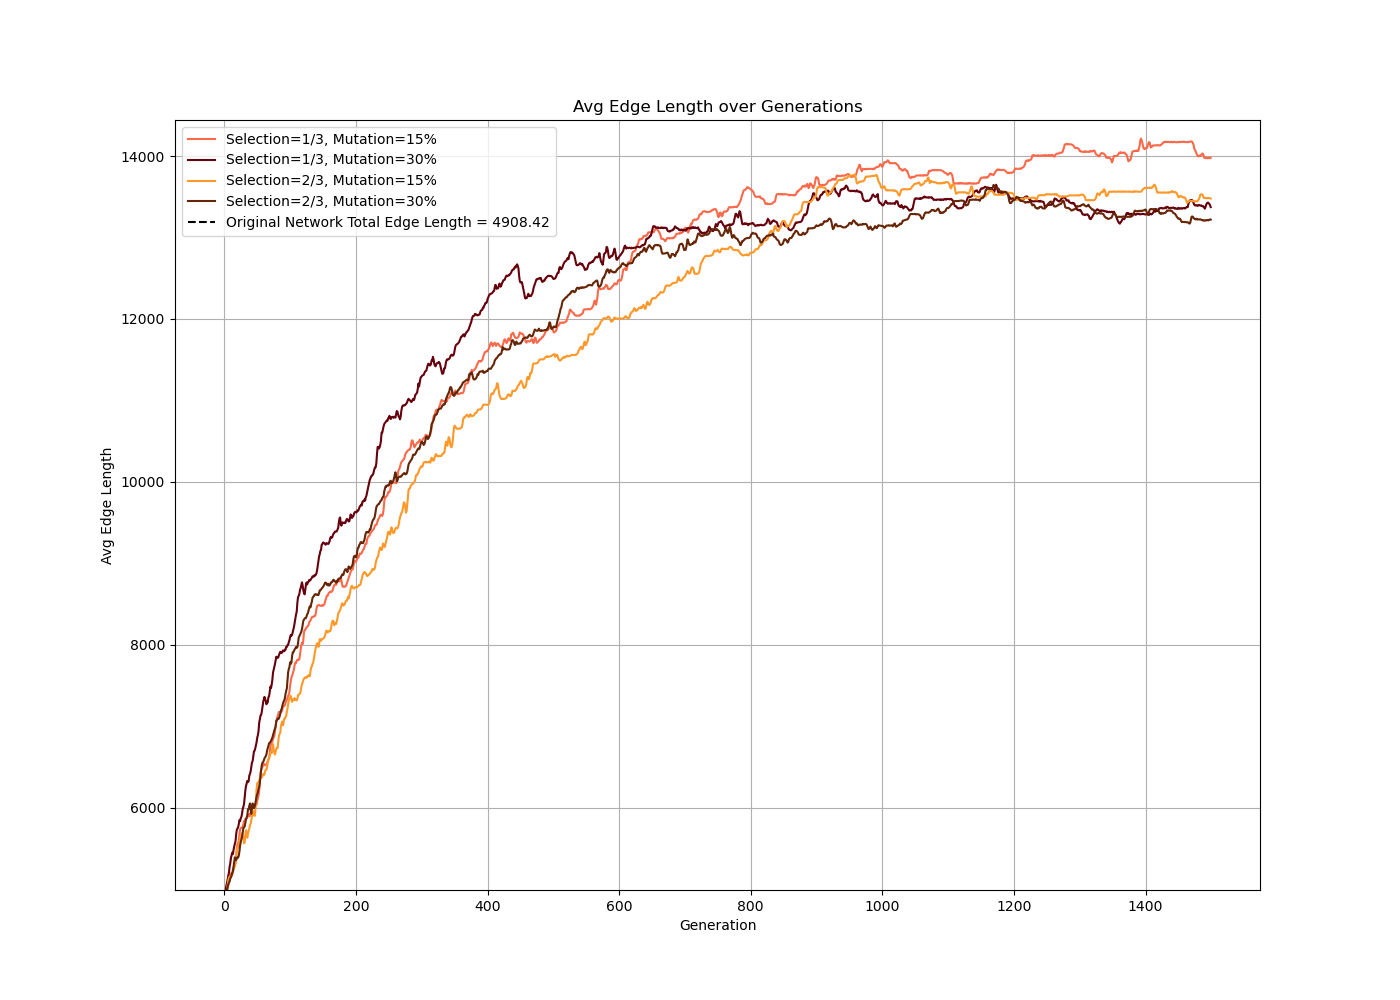 Avg Edge Length over Generations
Selection=1/3, Mutation=15%
Selection=1/3, Mutation=30%
Selection=2/3, Mutation=15%
Selection=2/3, Mutation=30%
Original Network Total Edge Length = 4908.42
14000
12000
10000
8000
6000
Avg Edge Length
0 200 400 600 800 1000 1200 1400
Generation